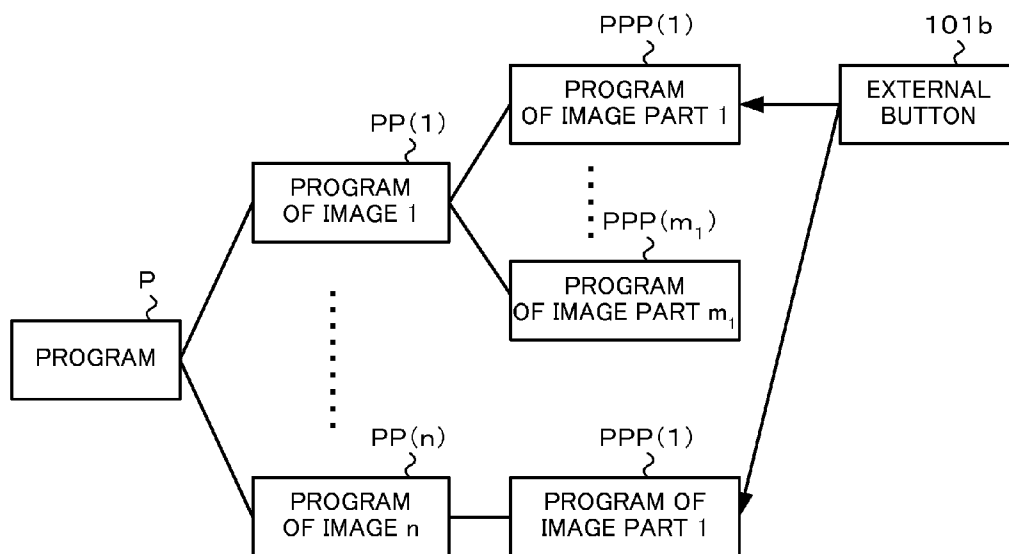 PPP(1)
101b
PROGRAM
OF IMAGE PART 1
EXTERNAL
BUTTON
PP(1)
PROGRAM
OF IMAGE 1
PPP(m₁)
PROGRAM
OF IMAGE PART m₁
P
PROGRAM
PP(n)
PPP(1)
PROGRAM
OF IMAGE n
PROGRAM OF
IMAGE PART 1